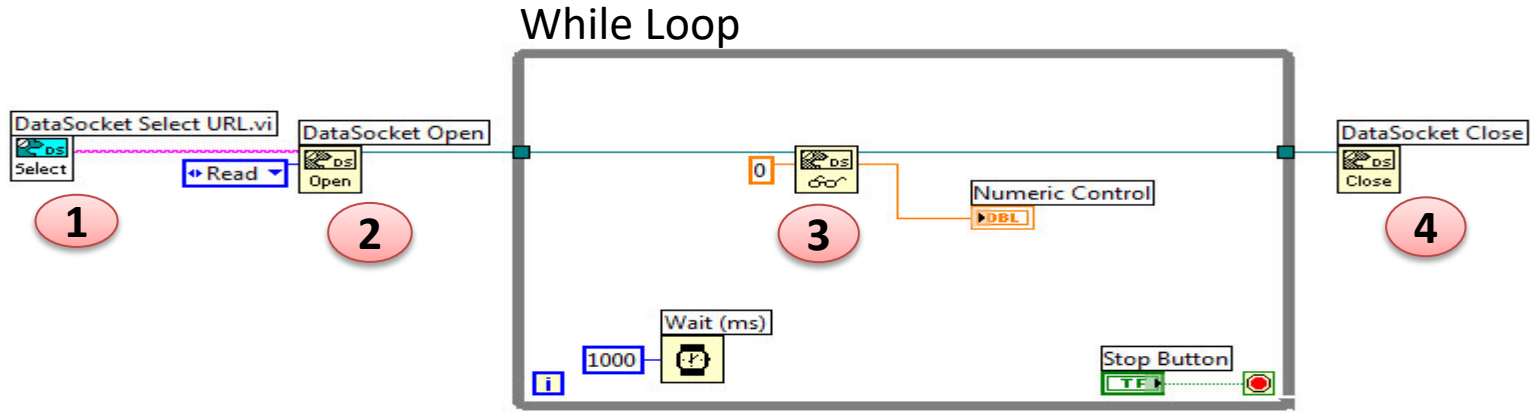 While Loop
DataSocket Select URL.vi
DS
Select
DataSocket Open
Read
DS
Open
0
DS
Numeric Control
DBL
DataSocket Close
DS
Close
1
2
3
4
Wait (ms)
1000
i
Stop Button
TF